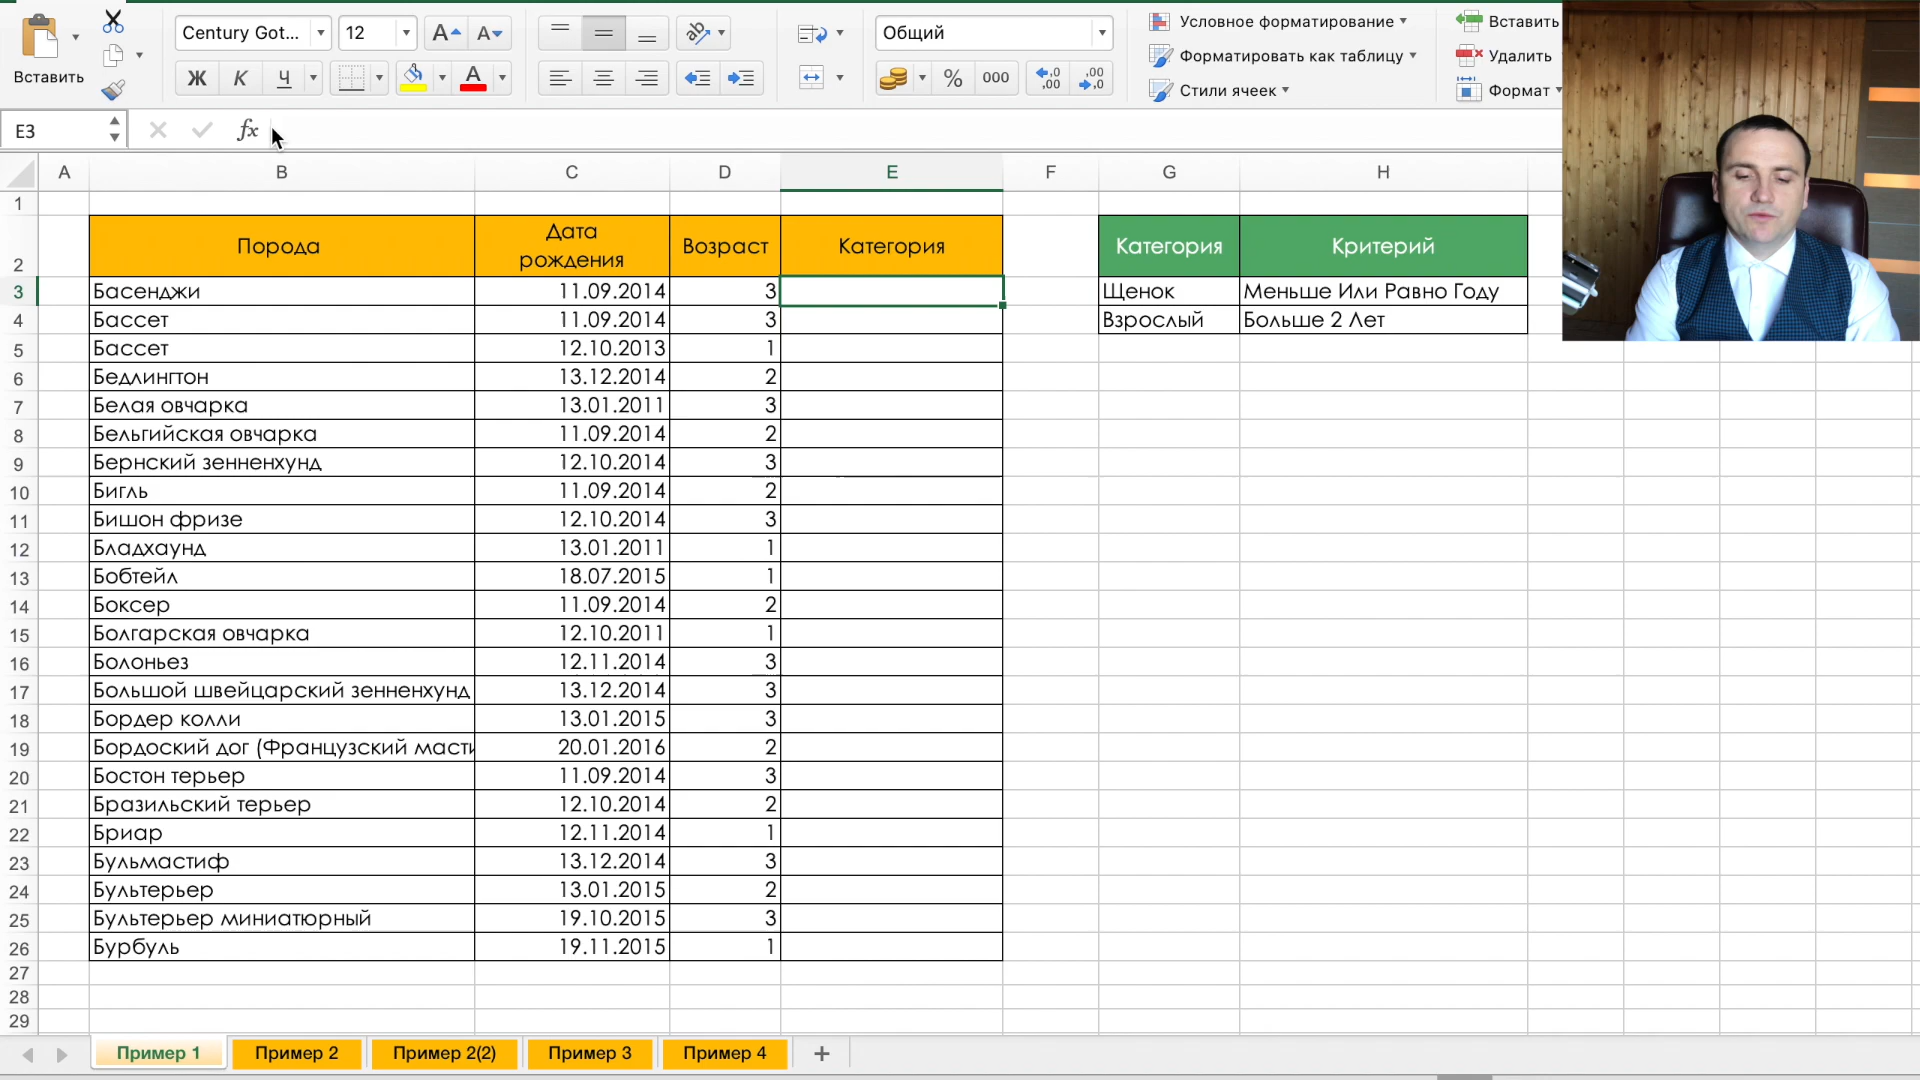 Вставить
Century Got...
12
A
A
Ж
К
Ч
А
ab
Общий
%
000
,0
,00
,00
,0
Условное форматирование
Форматировать как таблицу
Стили ячеек
Вставить
Удалить
Формат
E3
fx
A B C D E F G H
1
2 Порода Дата рождения Возраст Категория Категория Критерий
3 Басенджи 11.09.2014 3 Щенок Меньше Или Равно Году
4 Бассет 11.09.2014 3 Взрослый Больше 2 Лет
5 Бассет 12.10.2013 1
6 Бедлингтон 13.12.2014 2
7 Белая овчарка 13.01.2011 3
8 Бельгийская овчарка 11.09.2014 2
9 Бернский зенненхунд 12.10.2014 3
10 Бигль 11.09.2014 2
11 Бишон фризе 12.10.2014 3
12 Бладхаунд 13.01.2011 1
13 Бобтейл 18.07.2015 1
14 Боксер 11.09.2014 2
15 Болгарская овчарка 12.10.2011 1
16 Болоньез 12.11.2014 3
17 Большой швейцарский зенненхунд 13.12.2014 3
18 Бордер колли 13.01.2015 3
19 Бордоский дог (Французский масти 20.01.2016 2
20 Бостон терьер 11.09.2014 3
21 Бразильский терьер 12.10.2014 2
22 Бриар 12.11.2014 1
23 Бульмастиф 13.12.2014 3
24 Бультерьер 13.01.2015 2
25 Бультерьер миниатюрный 19.10.2015 3
26 Бурбуль 19.11.2015 1
27
28
29
Пример 1 Пример 2 Пример 2(2) Пример 3 Пример 4 +